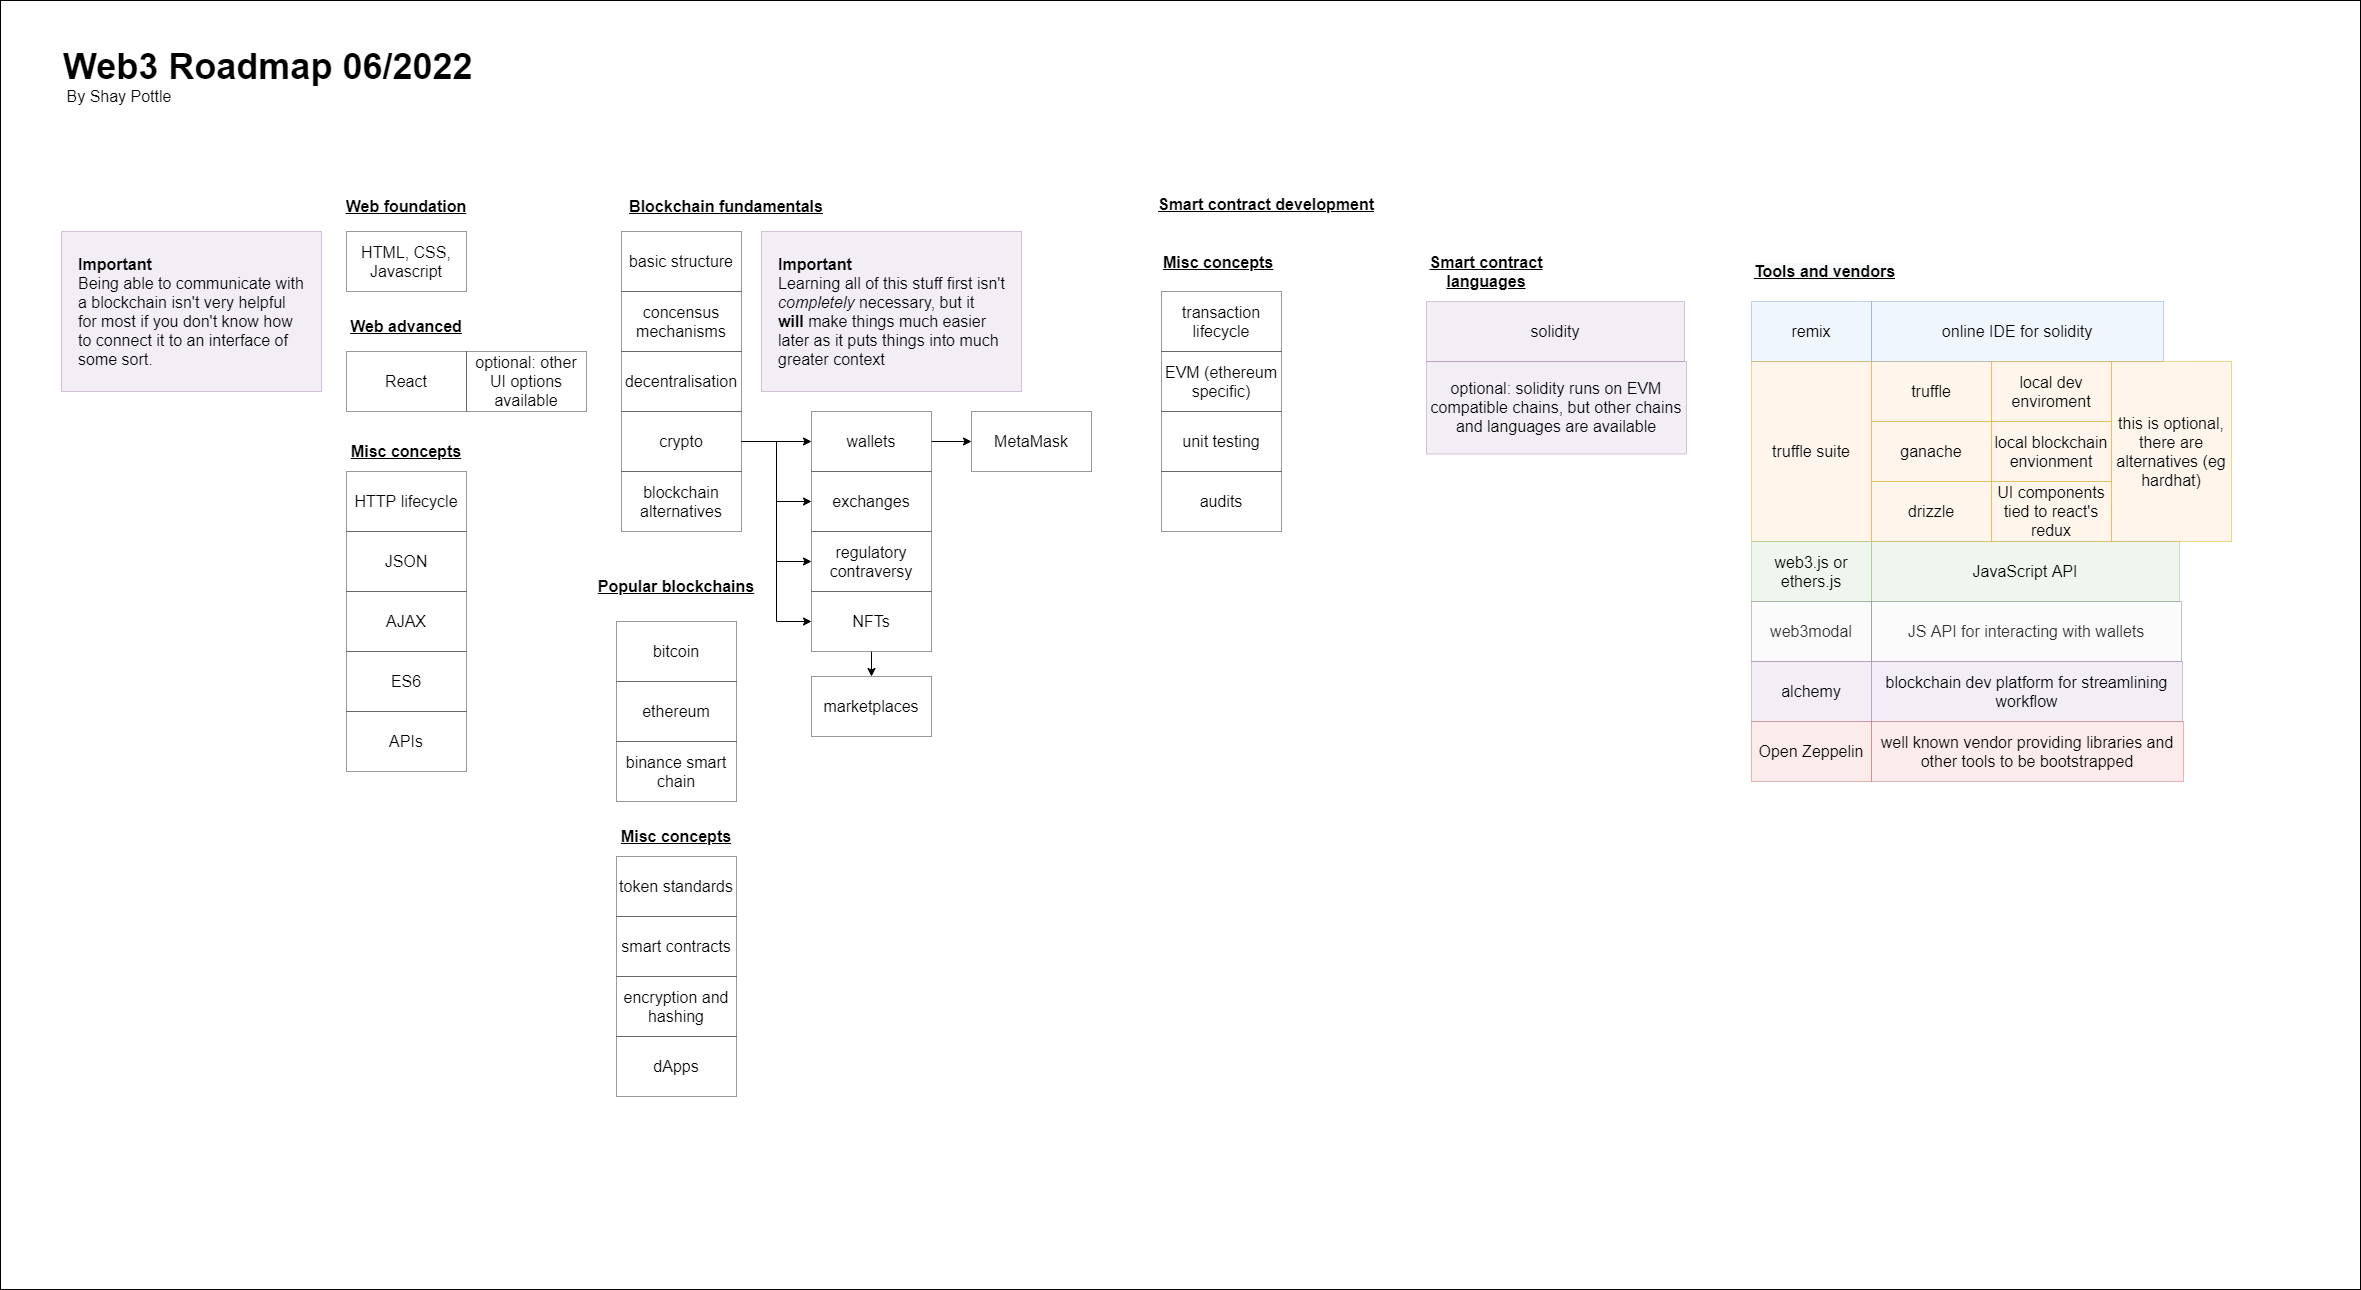 Web3 Roadmap 06/2022
By Shay Pottle
Important
Being able to communicate with
a blockchain isn't very helpful
for most if you don't know how
to connect it to an interface of
some sort.
Web foundation
HTML, CSS,
Javascript
Web advanced
React
optional: other
UI options
available
Misc concepts
HTTP lifecycle
JSON
AJAX
ES6
APIs
Blockchain fundamentals
basic structure
concensus
mechanisms
decentralisation
crypto
blockchain
alternatives
Important
Learning all of this stuff first isn't
completely necessary, but it
will make things much easier
later as it puts things into much
greater context
wallets
MetaMask
exchanges
regulatory
contraversy
NFTs
marketplaces
Popular blockchains
bitcoin
ethereum
binance smart
chain
Misc concepts
token standards
smart contracts
encryption and
hashing
dApps
Smart contract development
Misc concepts
transaction
lifecycle
EVM (ethereum
specific)
unit testing
audits
Smart contract
languages
solidity
optional: solidity runs on EVM
compatible chains, but other chains
and languages are available
Tools and vendors
remix
online IDE for solidity
truffle suite
truffle
local dev
enviroment
ganache
local blockchain
envionment
drizzle
UI components
tied to react's
redux
this is optional,
there are
alternatives (eg
hardhat)
web3.js or
ethers.js
JavaScript API
web3modal
JS API for interacting with wallets
alchemy
blockchain dev platform for streamlining
workflow
Open Zeppelin
well known vendor providing libraries and
other tools to be bootstrapped